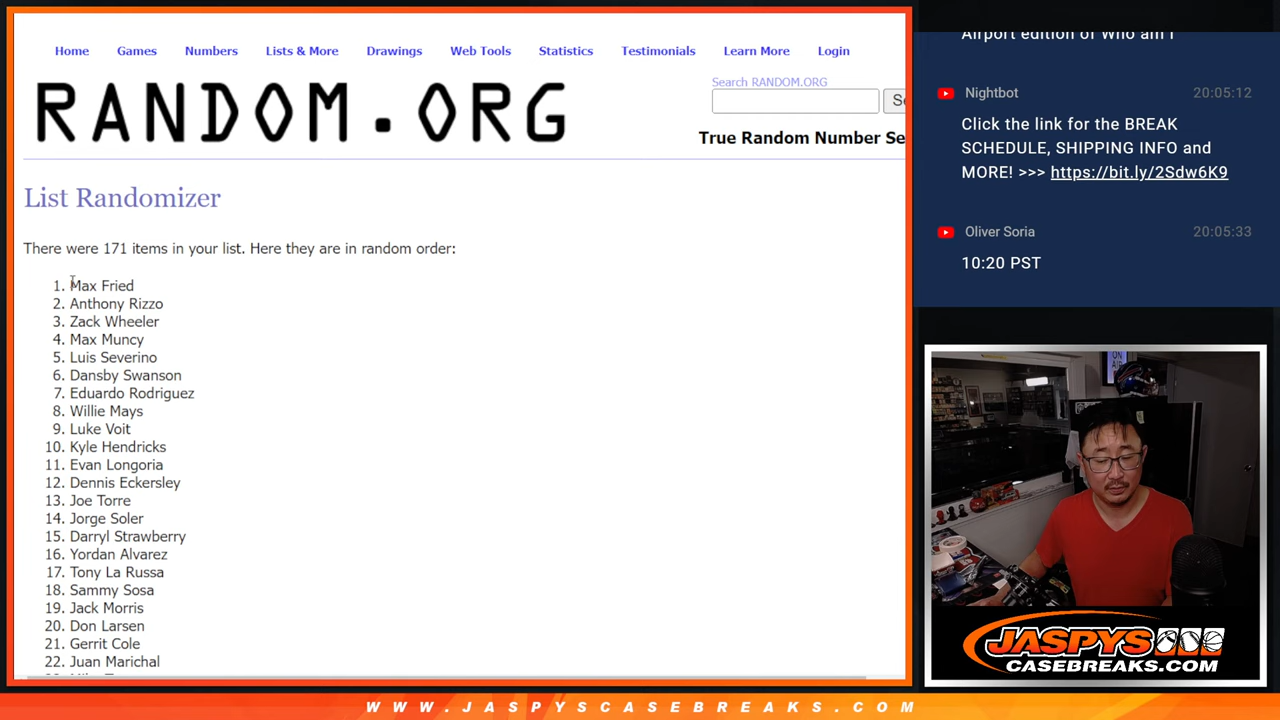 Home Games Numbers Lists & More Drawings Web Tools Statistics Testimonials Learn More Login
RANDOM.ORG
Search RANDOM.ORG
True Random Number Se
List Randomizer
There were 171 items in your list. Here they are in random order:
1. Max Fried
2. Anthony Rizzo
3. Zack Wheeler
4. Max Muncy
5. Luis Severino
6. Dansby Swanson
7. Eduardo Rodriguez
8. Willie Mays
9. Luke Voit
10. Kyle Hendricks
11. Evan Longoria
12. Dennis Eckersley
13. Joe Torre
14. Jorge Soler
15. Darryl Strawberry
16. Yordan Alvarez
17. Tony La Russa
18. Sammy Sosa
19. Jack Morris
20. Don Larsen
21. Gerrit Cole
22. Juan Marichal
Airport edition of Who am I
Nightbot 20:05:12
Click the link for the BREAK
SCHEDULE, SHIPPING INFO and
MORE! >>> https://bit.ly/2Sdw6K9
Oliver Soria 20:05:33
10:20 PST
ON
AIR
JASPYS
CASEBREAKS.COM
WWW.JASPYSCASEBREAKS.COM